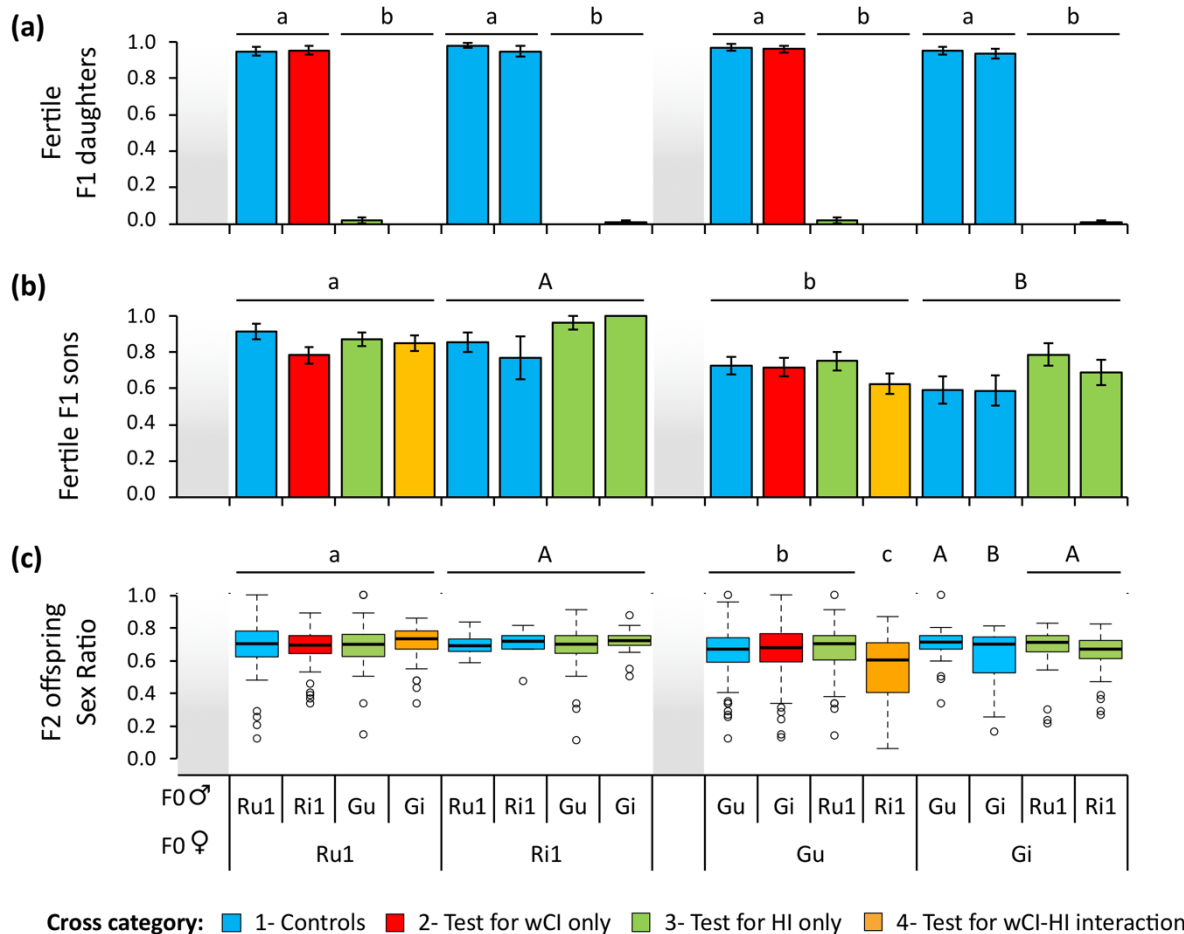 (a)
a b a b a b a b
Fertile
F1 daughters
1.0
0.8
0.6
0.4
0.2
0.0
(b)
a A b B
Fertile F1 sons
1.0
0.8
0.6
0.4
0.2
0.0
(c)
a A b c A B A
F2 offspring
Sex Ratio
1.0
0.8
0.6
0.4
0.2
0.0
F0 ♂ Ru1 Ri1 Gu Gi Ru1 Ri1 Gu Gi Gu Gi Ru1 Ri1 Gu Gi Ru1 Ri1
F0 ♀ Ru1 Ri1 Gu Gi
Cross category: 1- Controls 2- Test for wCI only 3- Test for HI only 4- Test for wCI-HI interaction